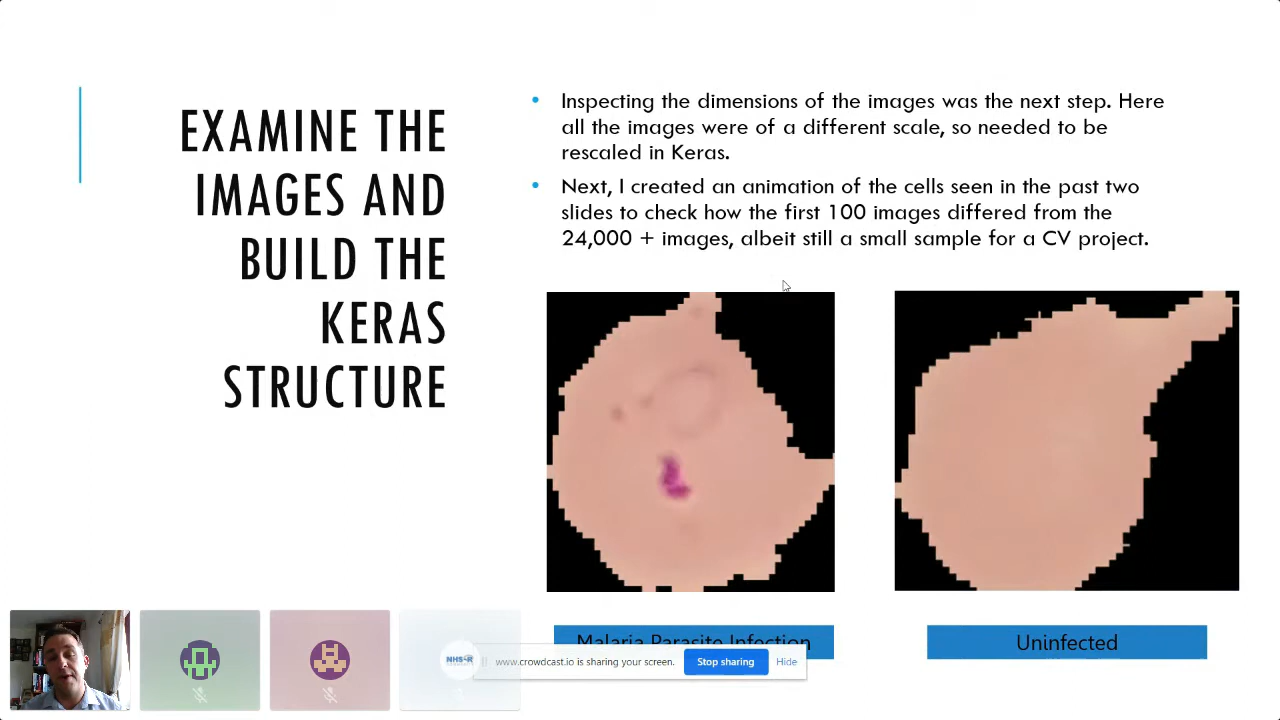 EXAMINE THE
IMAGES AND
BUILD THE
KERAS
STRUCTURE
• Inspecting the dimensions of the images was the next step. Here
all the images were of a different scale, so needed to be
rescaled in Keras.
• Next, I created an animation of the cells seen in the past two
slides to check how the first 100 images differed from the
24,000 + images, albeit still a small sample for a CV project.
Malaria Parasite Infection
Uninfected
NHS-R
www.crowdcast.io is sharing your screen.
Stop sharing
Hide